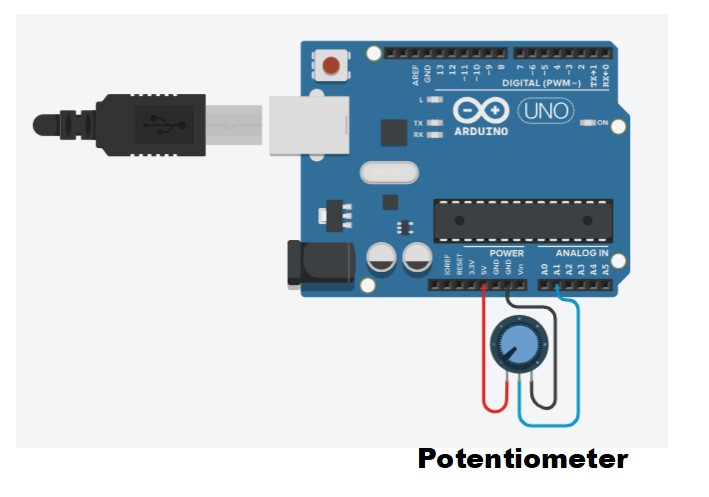 AREF
GND
13
12
~11
~10
~9
8
7
~6
~5
4
~3
2
TX→1
RX←0
DIGITAL (PWM~)
L
TX
RX
ARDUINO
UNO
ON
POWER
ANALOG IN
IOREF
RESET
3.3V
5V
GND
GND
Vin
A0
A1
A2
A3
A4
A5
Potentiometer